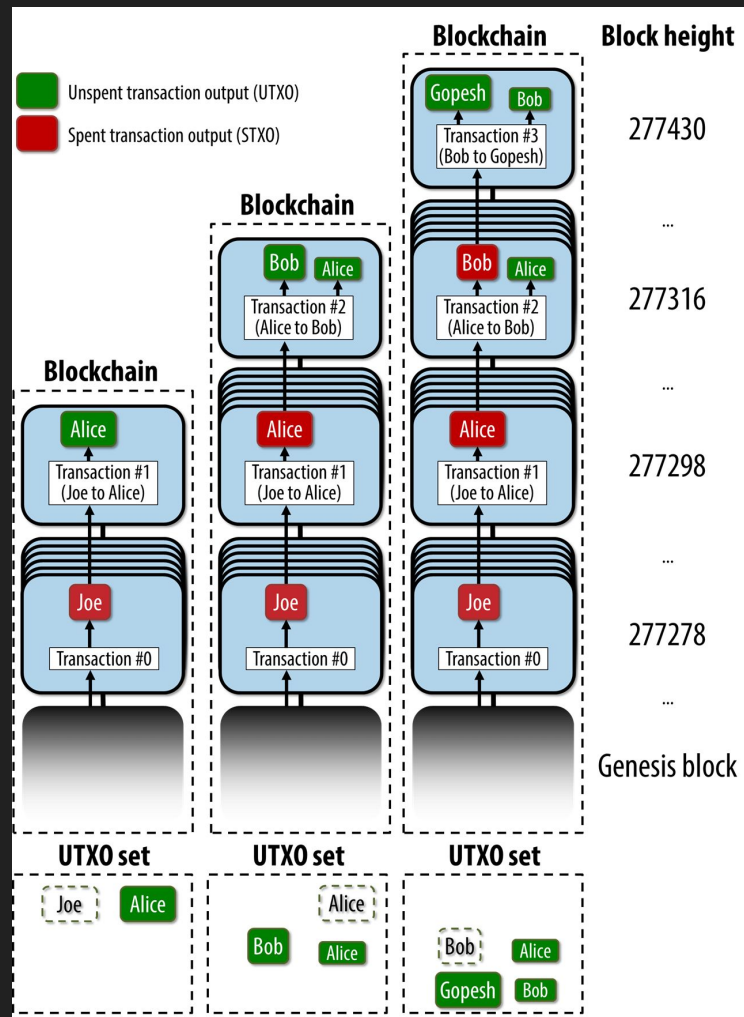 Blockchain
Block height
Unspent transaction output (UTXO)
Spent transaction output (STXO)
Gopesh
Bob
Transaction #3
(Bob to Gopesh)
277430
...
Blockchain
Bob
Alice
Transaction #2
(Alice to Bob)
Bob
Alice
Transaction #2
(Alice to Bob)
277316
...
Blockchain
Alice
Transaction #1
(Joe to Alice)
Alice
Transaction #1
(Joe to Alice)
Alice
Transaction #1
(Joe to Alice)
277298
...
Joe
Transaction #0
Joe
Transaction #0
Joe
Transaction #0
277278
...
Genesis block
UTXO set
UTXO set
UTXO set
Joe
Alice
Alice
Bob
Alice
Bob
Alice
Gopesh
Bob